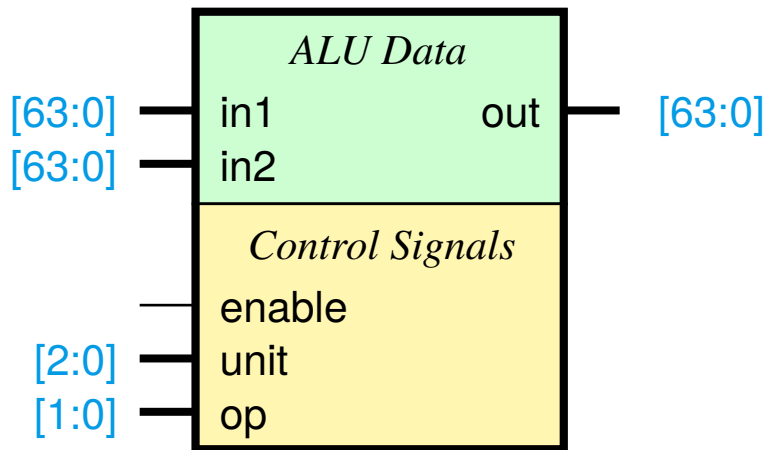 ALU Data
[63:0] in1 out [63:0]
[63:0] in2
Control Signals
enable
[2:0] unit
[1:0] op